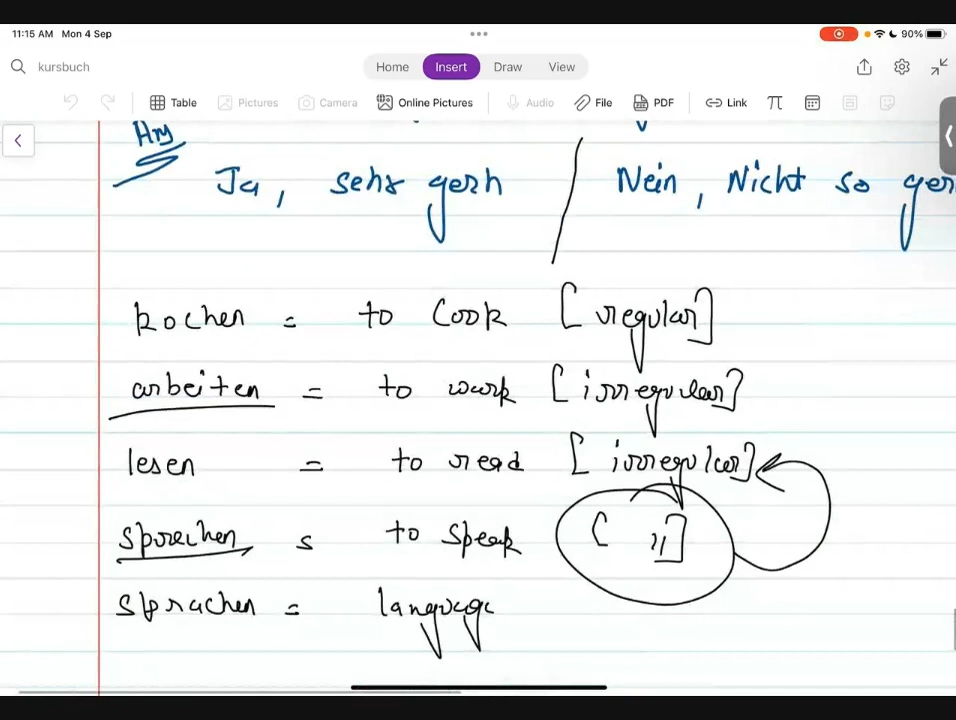 11:15 AM Mon 4 Sep 90%
kursbuch Home Insert Draw View
Table Pictures Camera Online Pictures Audio File PDF Link
Ans
Ja, sehr gern / Nein, Nicht so ger
kochen = to Cook [regular]
arbeiten = to work [irregular]
lesen = to read [irregular]
sprechen = to speak [ " ]
sprachen = language